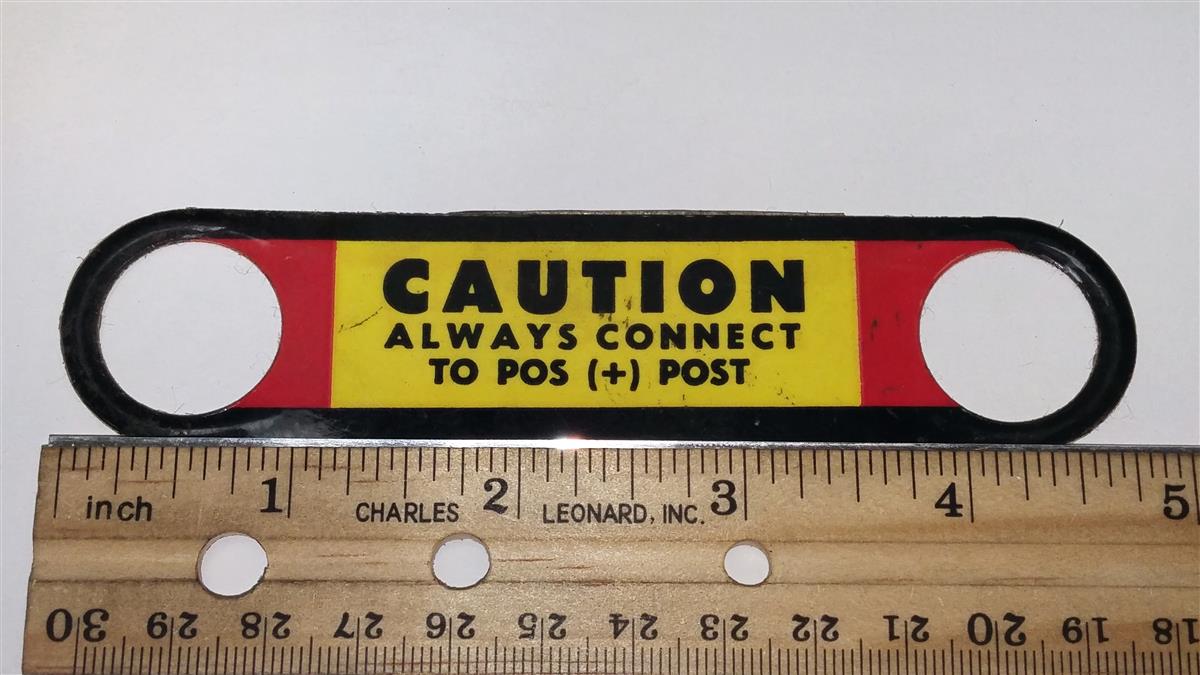 CAUTION
ALWAYS CONNECT
TO POS (+) POST
1 2 3 4 5
inch CHARLES LEONARD, INC.
30 29 28 27 26 25 24 23 22 21 20 19 18